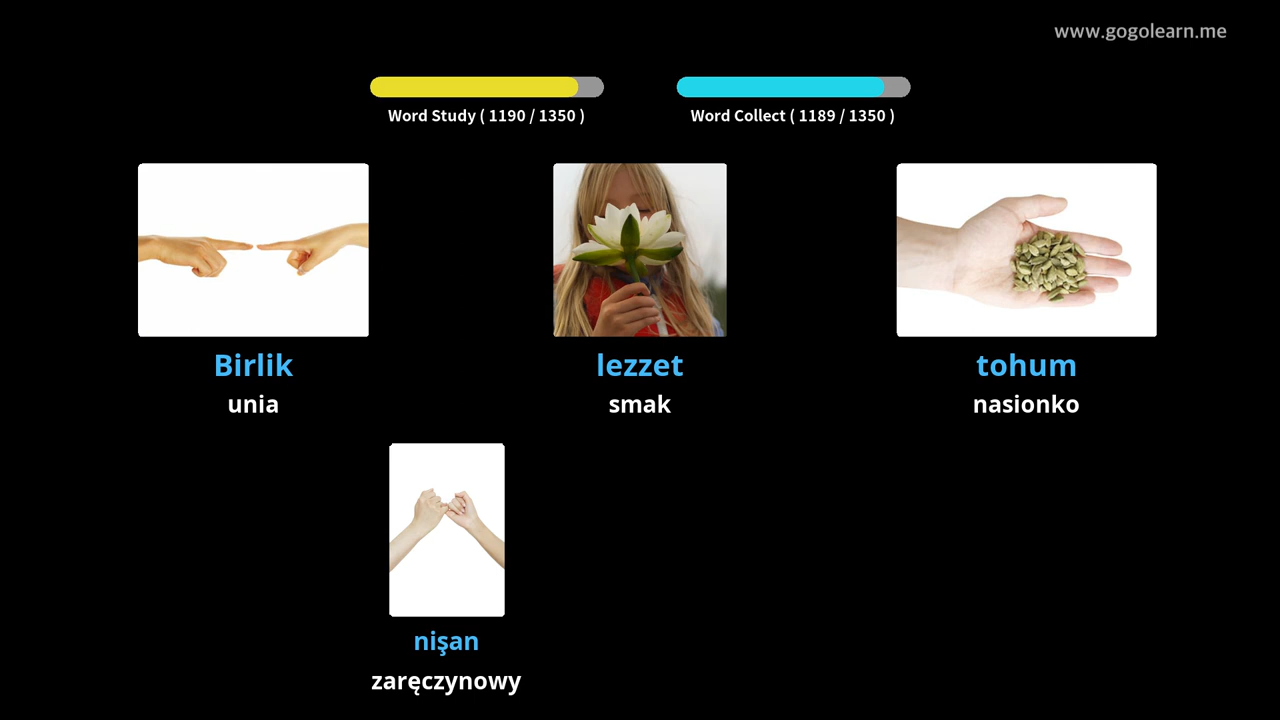 www.gogolearn.me
Word Study ( 1190 / 1350 )
Word Collect ( 1189 / 1350 )
Birlik
unia
lezzet
smak
tohum
nasionko
nişan
zaręczynowy